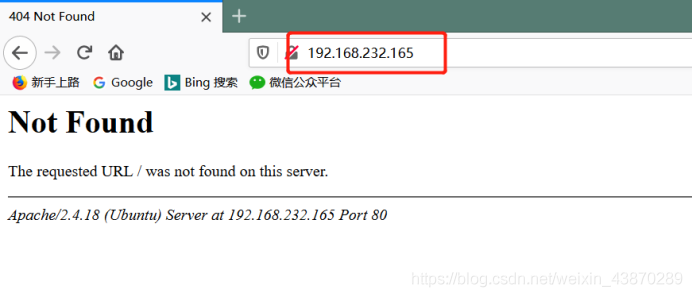 404 Not Found
192.168.232.165
新手上路 Google Bing 搜索 微信公众平台
Not Found
The requested URL / was not found on this server.
Apache/2.4.18 (Ubuntu) Server at 192.168.232.165 Port 80
https://blog.csdn.net/weixin_43870289